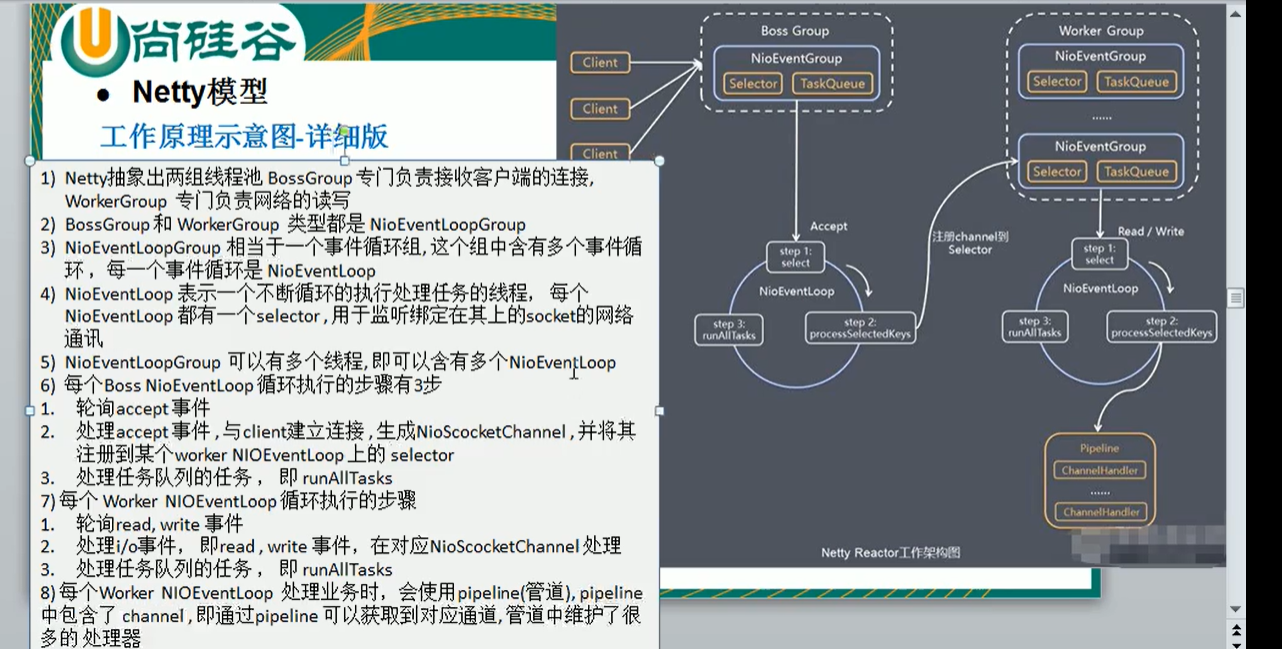 尚硅谷
● Netty模型
工作原理示意图-详细版
1) Netty抽象出两组线程池 BossGroup 专门负责接收客户端的连接,
WorkerGroup 专门负责网络的读写
2) BossGroup 和 WorkerGroup 类型都是 NioEventLoopGroup
3) NioEventLoopGroup 相当于一个事件循环组, 这个组中含有多个事件循
环 ，每一个事件循环是 NioEventLoop
4) NioEventLoop 表示一个不断循环的执行处理任务的线程， 每个
NioEventLoop 都有一个selector , 用于监听绑定在其上的socket的网络
通讯
5) NioEventLoopGroup 可以有多个线程, 即可以含有多个NioEventLoop
6) 每个Boss NioEventLoop 循环执行的步骤有3步
1. 轮询accept 事件
2. 处理accept 事件 , 与client建立连接 , 生成NioScocketChannel , 并将其
注册到某个worker NIOEventLoop 上的 selector
3. 处理任务队列的任务 ， 即 runAllTasks
7) 每个 Worker NIOEventLoop 循环执行的步骤
1. 轮询read, write 事件
2. 处理i/o事件， 即read , write 事件，在对应NioScocketChannel 处理
3. 处理任务队列的任务 ， 即 runAllTasks
8) 每个Worker NIOEventLoop 处理业务时，会使用pipeline(管道), pipeline
中包含了 channel , 即通过pipeline 可以获取到对应通道, 管道中维护了很
多的 处理器
Client
Client
Client
Boss Group
NioEventGroup
Selector
TaskQueue
Accept
step 1:
select
NioEventLoop
step 2:
processSelectedKeys
step 3:
runAllTasks
注册channel到
Selector
Worker Group
NioEventGroup
Selector
TaskQueue
......
NioEventGroup
Selector
TaskQueue
Read / Write
step 1:
select
NioEventLoop
step 2:
processSelectedKeys
step 3:
runAllTasks
Pipeline
ChannelHandler
......
ChannelHandler
Netty Reactor工作架构图